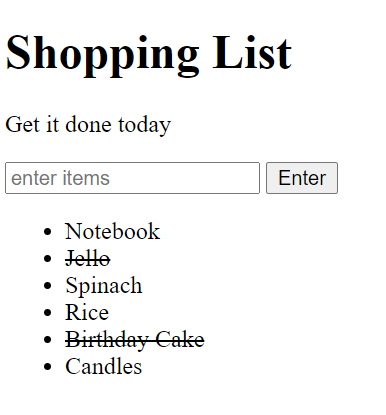 Shopping List
Get it done today
enter items Enter
Notebook
Jello
Spinach
Rice
Birthday Cake
Candles